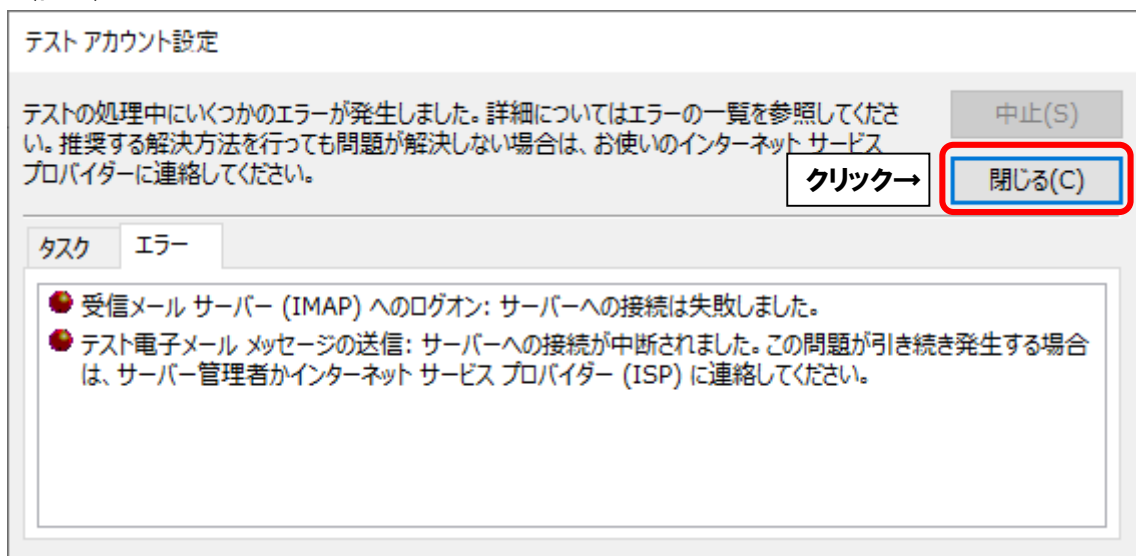 テスト アカウント設定
テストの処理中にいくつかのエラーが発生しました。詳細についてはエラーの一覧を参照してくださ
い。推奨する解決方法を行っても問題が解決しない場合は、お使いのインターネット サービス
プロバイダーに連絡してください。
中止(S)
クリック→
閉じる(C)
タスク
エラー
受信メール サーバー (IMAP) へのログオン: サーバーへの接続は失敗しました。
テスト電子メール メッセージの送信: サーバーへの接続が中断されました。この問題が引き続き発生する場合
は、サーバー管理者かインターネット サービス プロバイダー (ISP) に連絡してください。